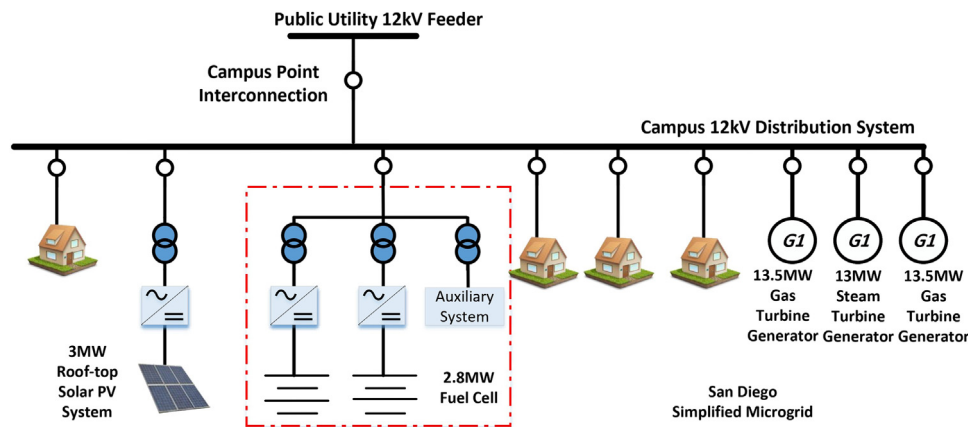 Public Utility 12kV Feeder
Campus Point
Interconnection
Campus 12kV Distribution System
G1
G1
G1
13.5MW
Gas
Turbine
Generator
13MW
Steam
Turbine
Generator
13.5MW
Gas
Turbine
Generator
Auxiliary
System
3MW
Roof-top
Solar PV
System
2.8MW
Fuel Cell
San Diego
Simplified Microgrid